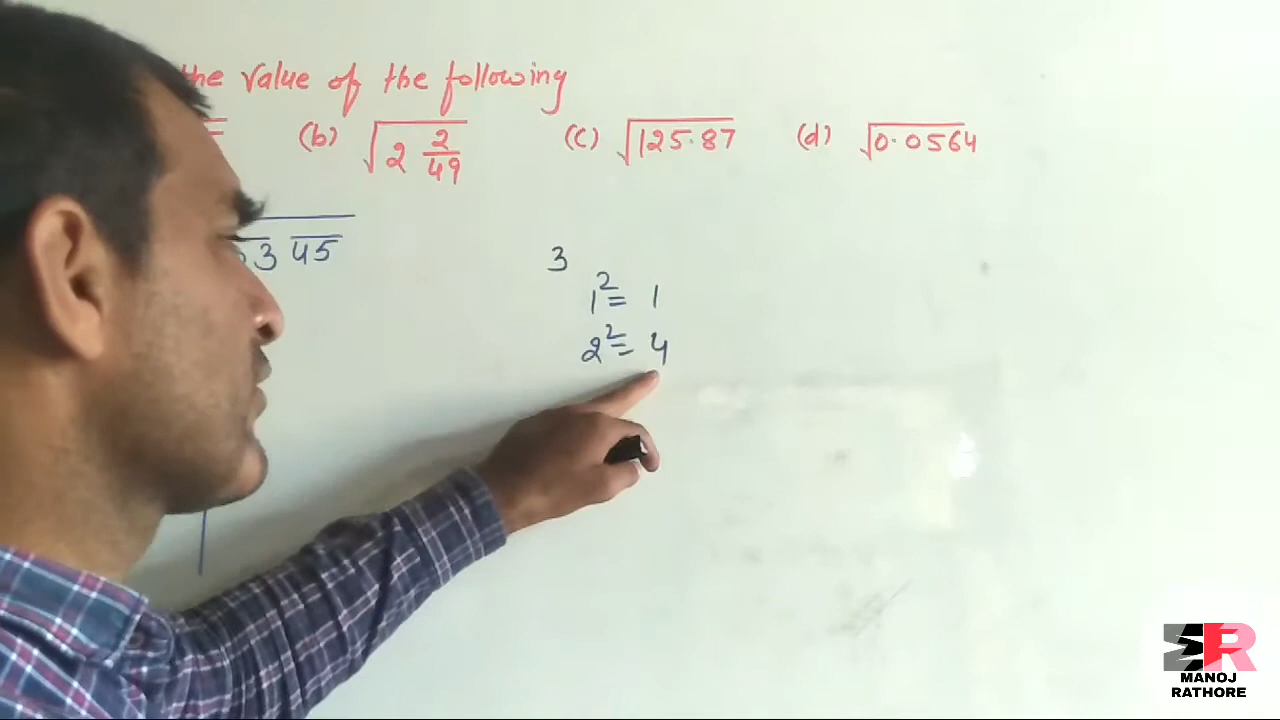 the value of the following
(b) √2 2/49 (c) √125.87 (d) √0.0564
3 45
3
1² = 1
2² = 4
MANOJ
RATHORE